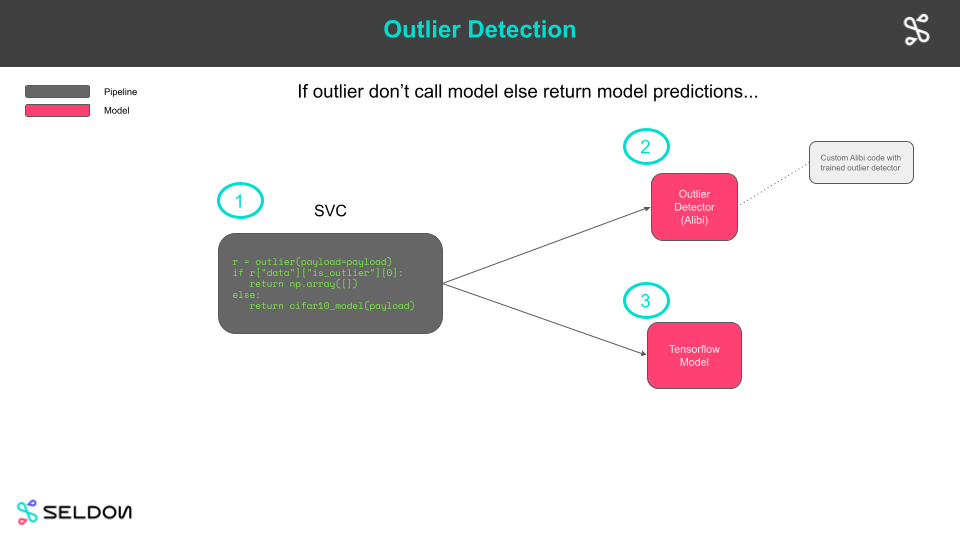 Outlier Detection
Pipeline
Model
If outlier don’t call model else return model predictions...
1
SVC
r = outlier(payload=payload)
if r["data"]["is_outlier"][0]:
   return np.array([])
else:
   return cifar10_model(payload)
2
Outlier
Detector
(Alibi)
Custom Alibi code with
trained outlier detector
3
Tensorflow
Model
SELDON